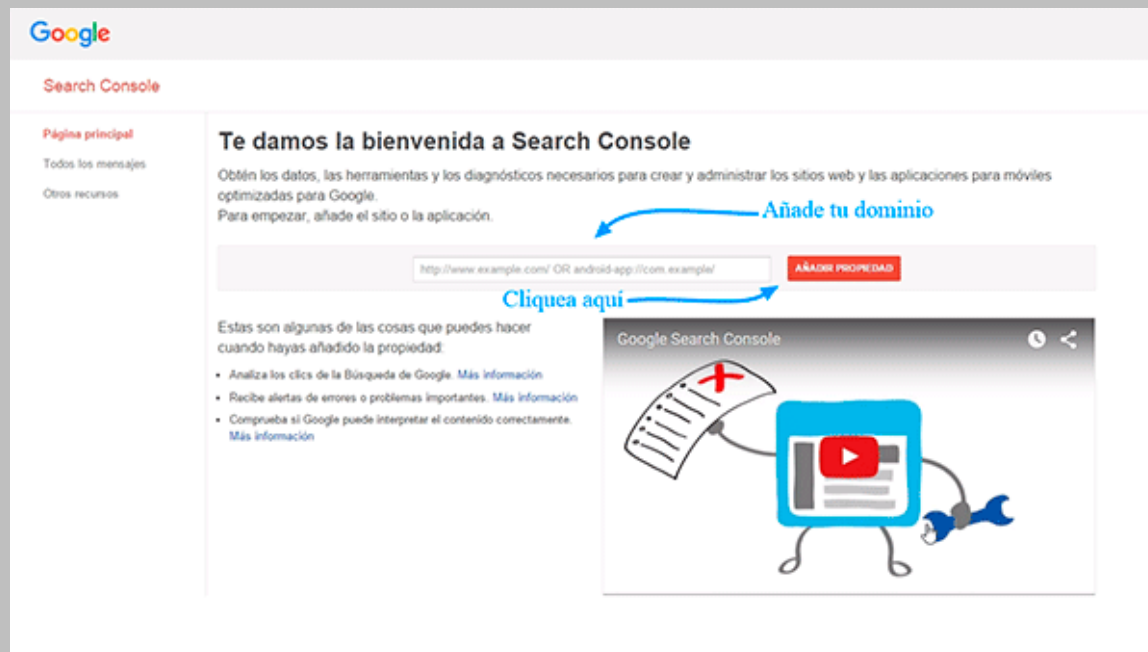 Google
Search Console
Página principal
Todos los mensajes
Otros recursos
Te damos la bienvenida a Search Console
Obtén los datos, las herramientas y los diagnósticos necesarios para crear y administrar los sitios web y las aplicaciones para móviles
optimizadas para Google.
Para empezar, añade el sitio o la aplicación.
Añade tu dominio
http://www.example.com/ OR android-app://com.example/
AÑADIR PROPIEDAD
Cliquea aquí
Estas son algunas de las cosas que puedes hacer
cuando hayas añadido la propiedad:
• Analiza los clics de la Búsqueda de Google. Más información
• Recibe alertas de errores o problemas importantes. Más información
• Comprueba si Google puede interpretar el contenido correctamente.
Más información
Google Search Console